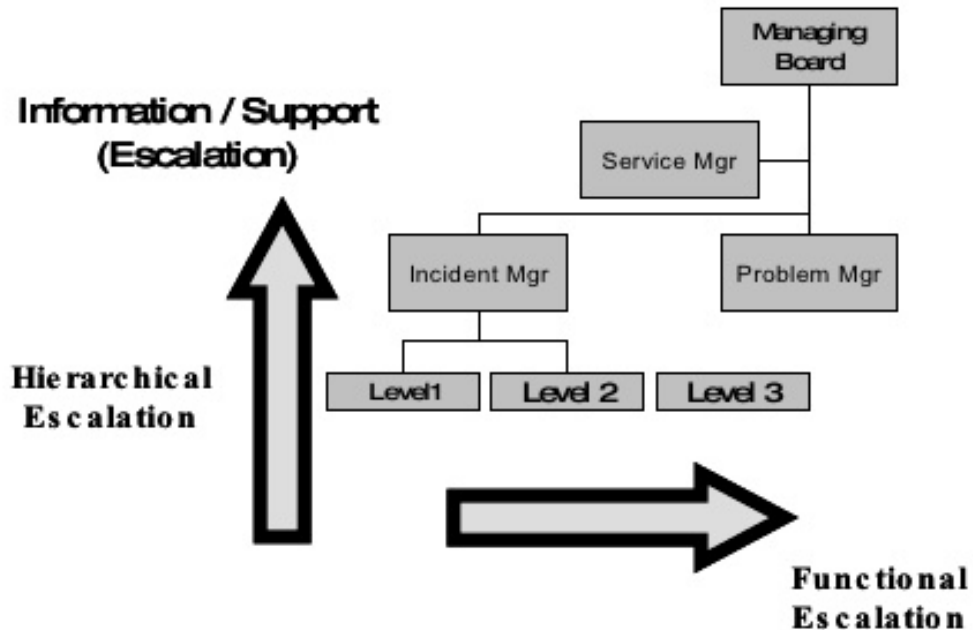 Managing
Board
Information / Support
(Escalation)
Service Mgr
Incident Mgr
Problem Mgr
Hierarchical
Escalation
Level1
Level 2
Level 3
Functional
Escalation